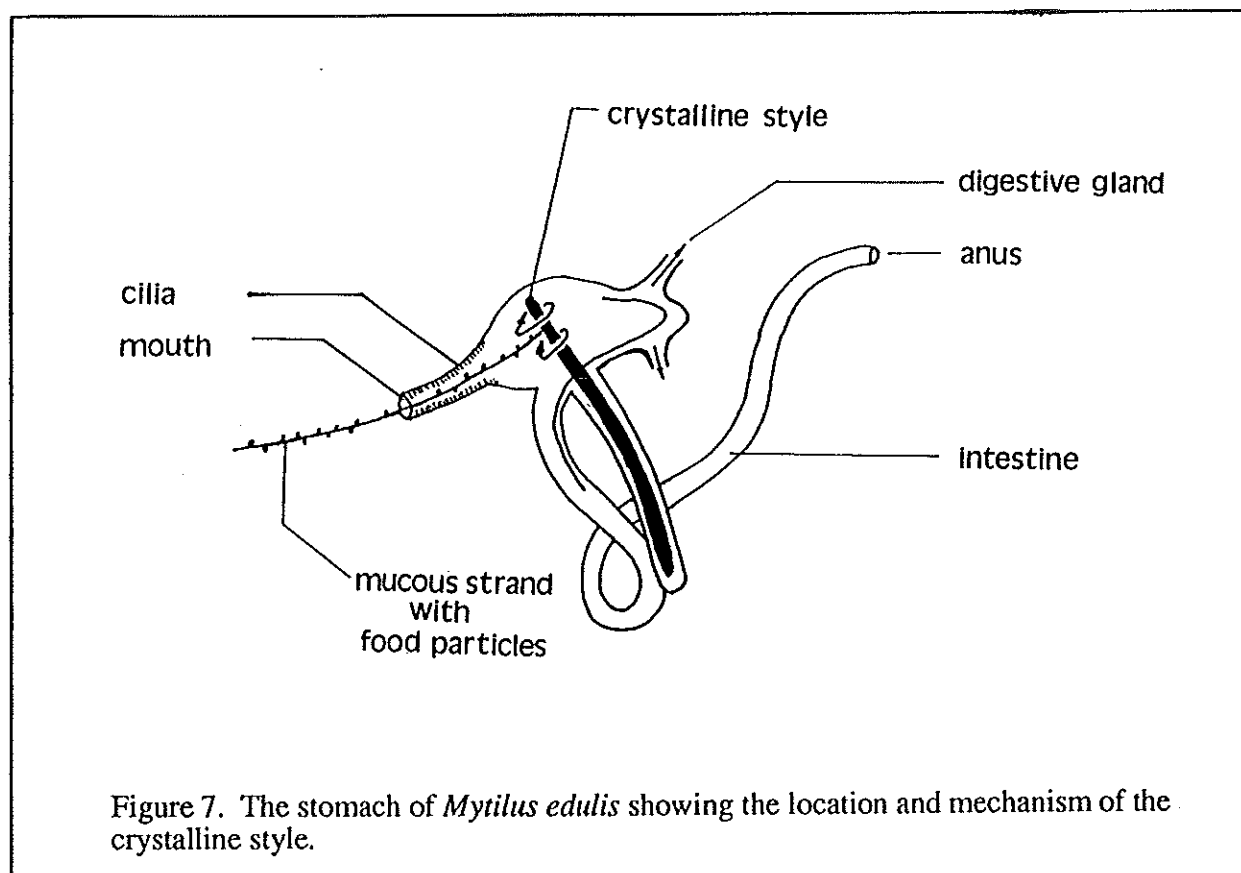 crystalline style
digestive gland
anus
cilia
mouth
intestine
mucous strand
with
food particles
Figure 7. The stomach of Mytilus edulis showing the location and mechanism of the
crystalline style.